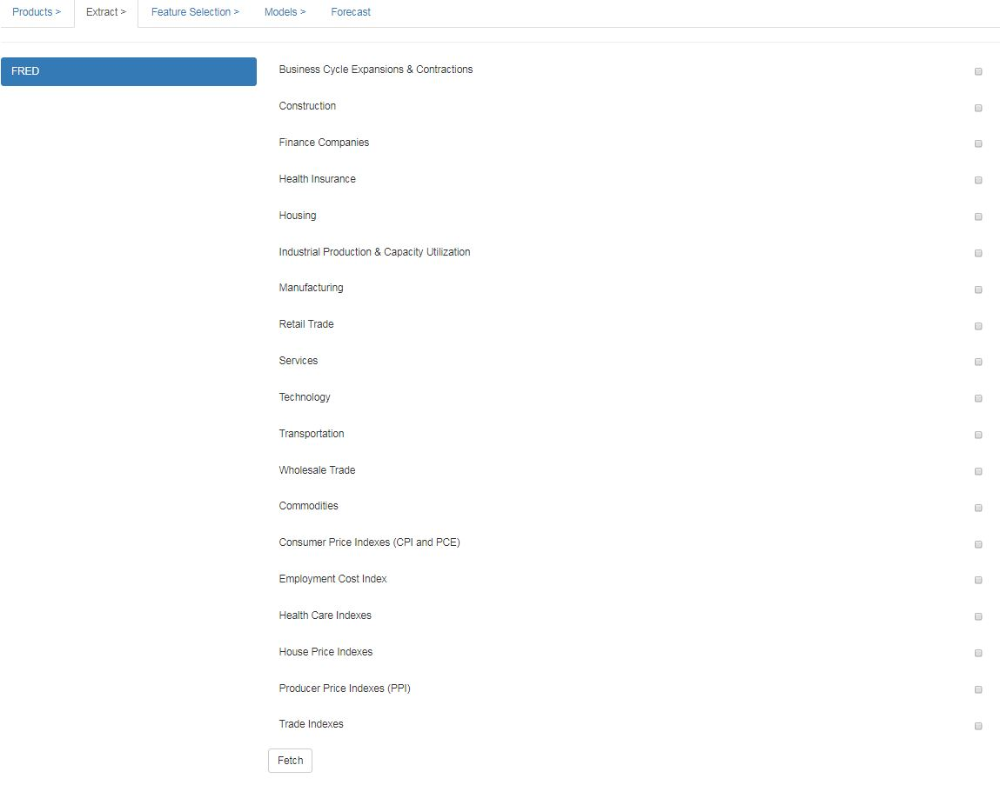 Products > Extract > Feature Selection > Models > Forecast
FRED
Business Cycle Expansions & Contractions
Construction
Finance Companies
Health Insurance
Housing
Industrial Production & Capacity Utilization
Manufacturing
Retail Trade
Services
Technology
Transportation
Wholesale Trade
Commodities
Consumer Price Indexes (CPI and PCE)
Employment Cost Index
Health Care Indexes
House Price Indexes
Producer Price Indexes (PPI)
Trade Indexes
Fetch